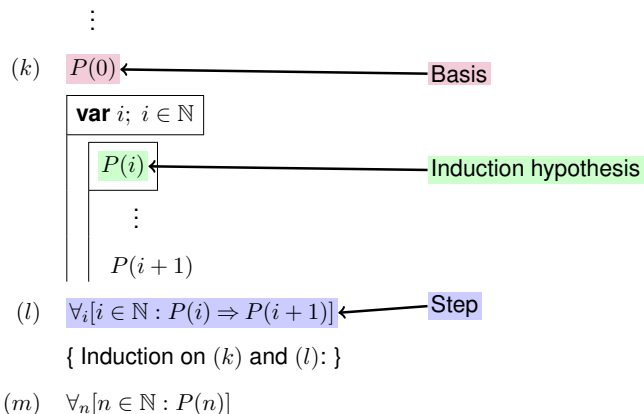 ⋮
(k) P(0) Basis
var i; i ∈ ℕ
P(i) Induction hypothesis
⋮
P(i + 1)
(l) ∀ᵢ[i ∈ ℕ : P(i) ⇒ P(i + 1)] Step
{ Induction on (k) and (l): }
(m) ∀ₙ[n ∈ ℕ : P(n)]